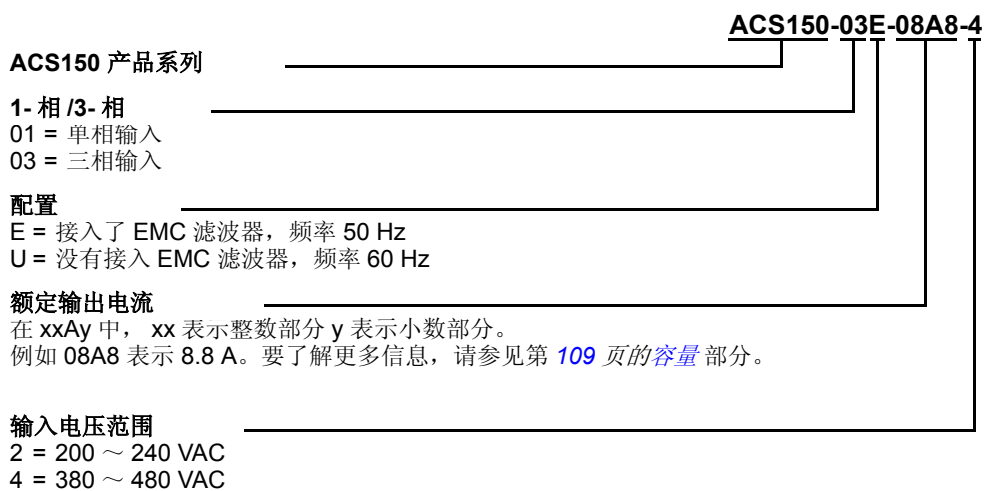 ACS150-03E-08A8-4
ACS150 产品系列
1- 相 /3- 相
01 = 单相输入
03 = 三相输入
配置
E = 接入了 EMC 滤波器，频率 50 Hz
U = 没有接入 EMC 滤波器，频率 60 Hz
额定输出电流
在 xxAy 中， xx 表示整数部分 y 表示小数部分。
例如 08A8 表示 8.8 A。要了解更多信息，请参见第 109 页的容量 部分。
输入电压范围
2 = 200 ～ 240 VAC
4 = 380 ～ 480 VAC